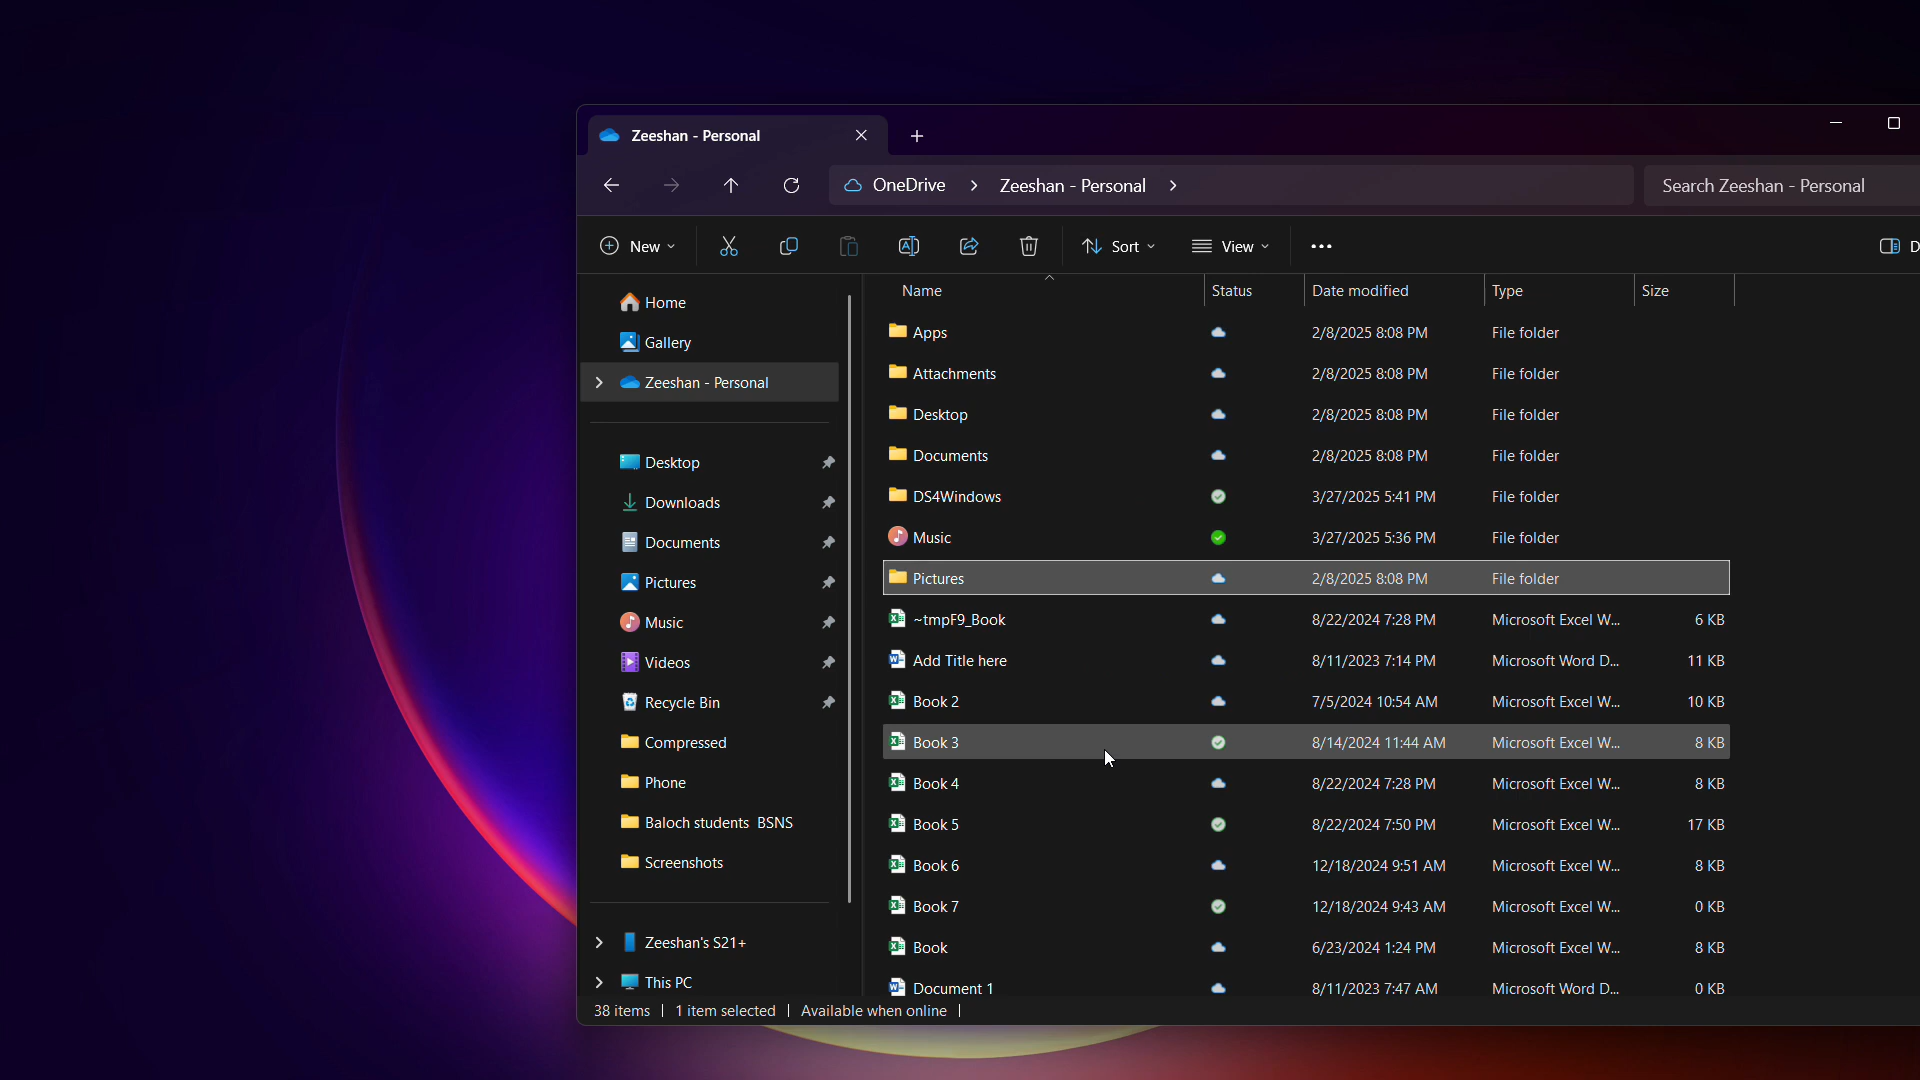 Zeeshan - Personal
OneDrive > Zeeshan - Personal >
Search Zeeshan - Personal
New
Sort
View
D
Home
Gallery
Zeeshan - Personal
Desktop
Downloads
Documents
Pictures
Music
Videos
Recycle Bin
Compressed
Phone
Baloch students BSNS
Screenshots
Zeeshan's S21+
This PC
Name Status Date modified Type Size
Apps 2/8/2025 8:08 PM File folder
Attachments 2/8/2025 8:08 PM File folder
Desktop 2/8/2025 8:08 PM File folder
Documents 2/8/2025 8:08 PM File folder
DS4Windows 3/27/2025 5:41 PM File folder
Music 3/27/2025 5:36 PM File folder
Pictures 2/8/2025 8:08 PM File folder
~tmpF9_Book 8/22/2024 7:28 PM Microsoft Excel W... 6 KB
Add Title here 8/11/2023 7:14 PM Microsoft Word D... 11 KB
Book 2 7/5/2024 10:54 AM Microsoft Excel W... 10 KB
Book 3 8/14/2024 11:44 AM Microsoft Excel W... 8 KB
Book 4 8/22/2024 7:28 PM Microsoft Excel W... 8 KB
Book 5 8/22/2024 7:50 PM Microsoft Excel W... 17 KB
Book 6 12/18/2024 9:51 AM Microsoft Excel W... 8 KB
Book 7 12/18/2024 9:43 AM Microsoft Excel W... 0 KB
Book 6/23/2024 1:24 PM Microsoft Excel W... 8 KB
Document 1 8/11/2023 7:47 AM Microsoft Word D... 0 KB
38 items | 1 item selected | Available when online |